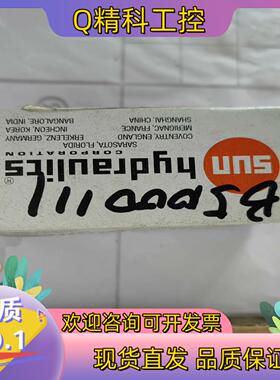 Q精科工控
sun
hydraulics®
CORPORATION
SARASOTA, FLORIDA
COVENTRY, ENGLAND
ERKELENZ, GERMANY
MERIGNAC, FRANCE
INCHEON, KOREA
SHANGHAI, CHINA
BANGALORE, INDIA
质
O.1
欢迎咨询可开发票
现货直发 品质保证